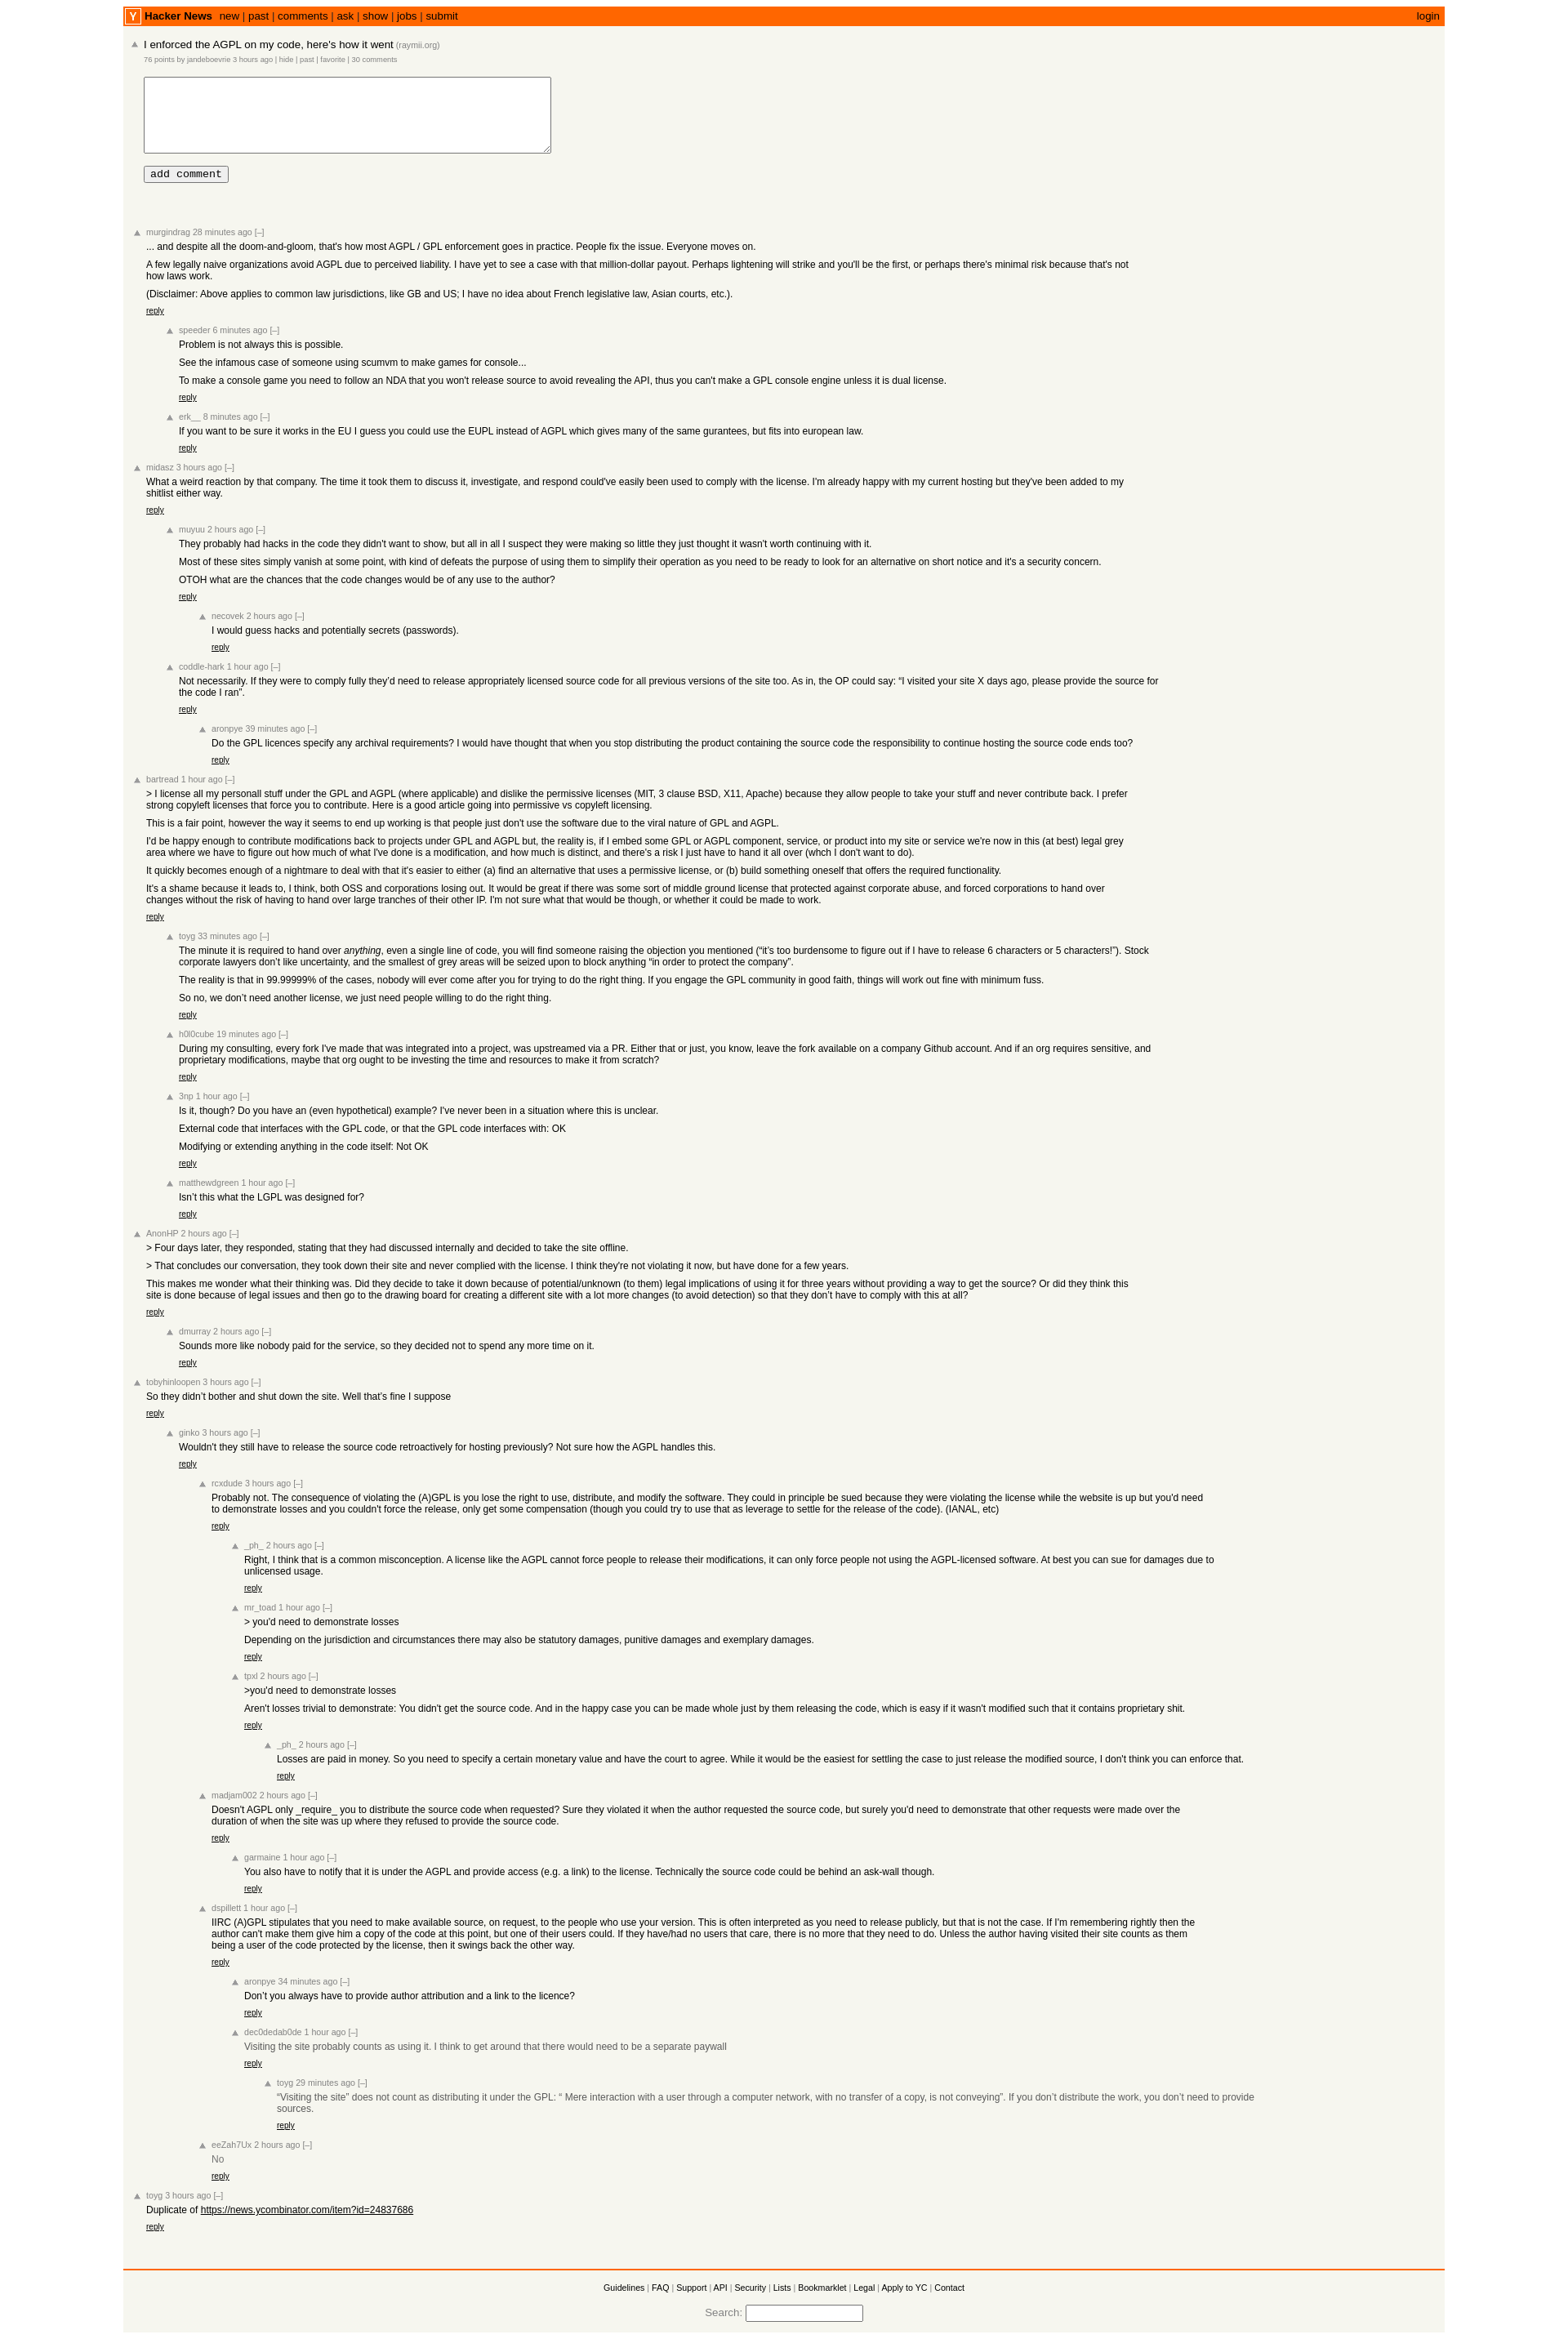 Y Hacker News new | past | comments | ask | show | jobs | submit login
I enforced the AGPL on my code, here's how it went (raymii.org)
76 points by jandeboevrie 3 hours ago | hide | past | favorite | 30 comments
add comment
murgindrag 28 minutes ago [–]
... and despite all the doom-and-gloom, that's how most AGPL / GPL enforcement goes in practice. People fix the issue. Everyone moves on.
A few legally naive organizations avoid AGPL due to perceived liability. I have yet to see a case with that million-dollar payout. Perhaps lightening will strike and you'll be the first, or perhaps there's minimal risk because that's not
how laws work.
(Disclaimer: Above applies to common law jurisdictions, like GB and US; I have no idea about French legislative law, Asian courts, etc.).
reply
speeder 6 minutes ago [–]
Problem is not always this is possible.
See the infamous case of someone using scumvm to make games for console...
To make a console game you need to follow an NDA that you won't release source to avoid revealing the API, thus you can't make a GPL console engine unless it is dual license.
reply
erk__ 8 minutes ago [–]
If you want to be sure it works in the EU I guess you could use the EUPL instead of AGPL which gives many of the same gurantees, but fits into european law.
reply
midasz 3 hours ago [–]
What a weird reaction by that company. The time it took them to discuss it, investigate, and respond could've easily been used to comply with the license. I'm already happy with my current hosting but they've been added to my
shitlist either way.
reply
muyuu 2 hours ago [–]
They probably had hacks in the code they didn't want to show, but all in all I suspect they were making so little they just thought it wasn't worth continuing with it.
Most of these sites simply vanish at some point, with kind of defeats the purpose of using them to simplify their operation as you need to be ready to look for an alternative on short notice and it's a security concern.
OTOH what are the chances that the code changes would be of any use to the author?
reply
necovek 2 hours ago [–]
I would guess hacks and potentially secrets (passwords).
reply
coddle-hark 1 hour ago [–]
Not necessarily. If they were to comply fully they’d need to release appropriately licensed source code for all previous versions of the site too. As in, the OP could say: “I visited your site X days ago, please provide the source for
the code I ran”.
reply
aronpye 39 minutes ago [–]
Do the GPL licences specify any archival requirements? I would have thought that when you stop distributing the product containing the source code the responsibility to continue hosting the source code ends too?
reply
bartread 1 hour ago [–]
> I license all my personall stuff under the GPL and AGPL (where applicable) and dislike the permissive licenses (MIT, 3 clause BSD, X11, Apache) because they allow people to take your stuff and never contribute back. I prefer
strong copyleft licenses that force you to contribute. Here is a good article going into permissive vs copyleft licensing.
This is a fair point, however the way it seems to end up working is that people just don't use the software due to the viral nature of GPL and AGPL.
I'd be happy enough to contribute modifications back to projects under GPL and AGPL but, the reality is, if I embed some GPL or AGPL component, service, or product into my site or service we're now in this (at best) legal grey
area where we have to figure out how much of what I've done is a modification, and how much is distinct, and there's a risk I just have to hand it all over (whch I don't want to do).
It quickly becomes enough of a nightmare to deal with that it's easier to either (a) find an alternative that uses a permissive license, or (b) build something oneself that offers the required functionality.
It's a shame because it leads to, I think, both OSS and corporations losing out. It would be great if there was some sort of middle ground license that protected against corporate abuse, and forced corporations to hand over
changes without the risk of having to hand over large tranches of their other IP. I'm not sure what that would be though, or whether it could be made to work.
reply
toyg 33 minutes ago [–]
The minute it is required to hand over anything, even a single line of code, you will find someone raising the objection you mentioned (“it’s too burdensome to figure out if I have to release 6 characters or 5 characters!”). Stock
corporate lawyers don’t like uncertainty, and the smallest of grey areas will be seized upon to block anything “in order to protect the company”.
The reality is that in 99.99999% of the cases, nobody will ever come after you for trying to do the right thing. If you engage the GPL community in good faith, things will work out fine with minimum fuss.
So no, we don’t need another license, we just need people willing to do the right thing.
reply
h0l0cube 19 minutes ago [–]
During my consulting, every fork I've made that was integrated into a project, was upstreamed via a PR. Either that or just, you know, leave the fork available on a company Github account. And if an org requires sensitive, and
proprietary modifications, maybe that org ought to be investing the time and resources to make it from scratch?
reply
3np 1 hour ago [–]
Is it, though? Do you have an (even hypothetical) example? I've never been in a situation where this is unclear.
External code that interfaces with the GPL code, or that the GPL code interfaces with: OK
Modifying or extending anything in the code itself: Not OK
reply
matthewdgreen 1 hour ago [–]
Isn’t this what the LGPL was designed for?
reply
AnonHP 2 hours ago [–]
> Four days later, they responded, stating that they had discussed internally and decided to take the site offline.
> That concludes our conversation, they took down their site and never complied with the license. I think they're not violating it now, but have done for a few years.
This makes me wonder what their thinking was. Did they decide to take it down because of potential/unknown (to them) legal implications of using it for three years without providing a way to get the source? Or did they think this
site is done because of legal issues and then go to the drawing board for creating a different site with a lot more changes (to avoid detection) so that they don’t have to comply with this at all?
reply
dmurray 2 hours ago [–]
Sounds more like nobody paid for the service, so they decided not to spend any more time on it.
reply
tobyhinloopen 3 hours ago [–]
So they didn’t bother and shut down the site. Well that’s fine I suppose
reply
ginko 3 hours ago [–]
Wouldn't they still have to release the source code retroactively for hosting previously? Not sure how the AGPL handles this.
reply
rcxdude 3 hours ago [–]
Probably not. The consequence of violating the (A)GPL is you lose the right to use, distribute, and modify the software. They could in principle be sued because they were violating the license while the website is up but you'd need
to demonstrate losses and you couldn't force the release, only get some compensation (though you could try to use that as leverage to settle for the release of the code). (IANAL, etc)
reply
_ph_ 2 hours ago [–]
Right, I think that is a common misconception. A license like the AGPL cannot force people to release their modifications, it can only force people not using the AGPL-licensed software. At best you can sue for damages due to
unlicensed usage.
reply
mr_toad 1 hour ago [–]
> you'd need to demonstrate losses
Depending on the jurisdiction and circumstances there may also be statutory damages, punitive damages and exemplary damages.
reply
tpxl 2 hours ago [–]
>you'd need to demonstrate losses
Aren't losses trivial to demonstrate: You didn't get the source code. And in the happy case you can be made whole just by them releasing the code, which is easy if it wasn't modified such that it contains proprietary shit.
reply
_ph_ 2 hours ago [–]
Losses are paid in money. So you need to specify a certain monetary value and have the court to agree. While it would be the easiest for settling the case to just release the modified source, I don't think you can enforce that.
reply
madjam002 2 hours ago [–]
Doesn't AGPL only _require_ you to distribute the source code when requested? Sure they violated it when the author requested the source code, but surely you'd need to demonstrate that other requests were made over the
duration of when the site was up where they refused to provide the source code.
reply
garmaine 1 hour ago [–]
You also have to notify that it is under the AGPL and provide access (e.g. a link) to the license. Technically the source code could be behind an ask-wall though.
reply
dspillett 1 hour ago [–]
IIRC (A)GPL stipulates that you need to make available source, on request, to the people who use your version. This is often interpreted as you need to release publicly, but that is not the case. If I'm remembering rightly then the
author can't make them give him a copy of the code at this point, but one of their users could. If they have/had no users that care, there is no more that they need to do. Unless the author having visited their site counts as them
being a user of the code protected by the license, then it swings back the other way.
reply
aronpye 34 minutes ago [–]
Don’t you always have to provide author attribution and a link to the licence?
reply
dec0dedab0de 1 hour ago [–]
Visiting the site probably counts as using it. I think to get around that there would need to be a separate paywall
reply
toyg 29 minutes ago [–]
“Visiting the site” does not count as distributing it under the GPL: “ Mere interaction with a user through a computer network, with no transfer of a copy, is not conveying”. If you don’t distribute the work, you don’t need to provide
sources.
reply
eeZah7Ux 2 hours ago [–]
No
reply
toyg 3 hours ago [–]
Duplicate of https://news.ycombinator.com/item?id=24837686
reply
Guidelines | FAQ | Support | API | Security | Lists | Bookmarklet | Legal | Apply to YC | Contact
Search: